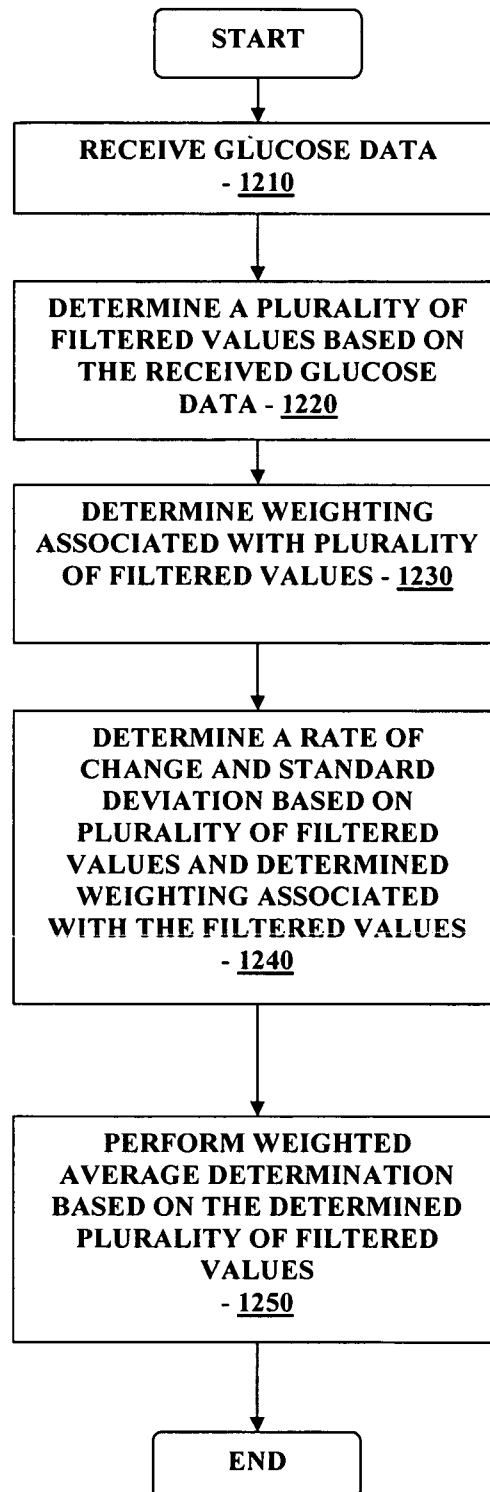 START
RECEIVE GLUCOSE DATA
- 1210
DETERMINE A PLURALITY OF
FILTERED VALUES BASED ON
THE RECEIVED GLUCOSE
DATA - 1220
DETERMINE WEIGHTING
ASSOCIATED WITH PLURALITY
OF FILTERED VALUES - 1230
DETERMINE A RATE OF
CHANGE AND STANDARD
DEVIATION BASED ON
PLURALITY OF FILTERED
VALUES AND DETERMINED
WEIGHTING ASSOCIATED
WITH THE FILTERED VALUES
- 1240
PERFORM WEIGHTED
AVERAGE DETERMINATION
BASED ON THE DETERMINED
PLURALITY OF FILTERED
VALUES
- 1250
END